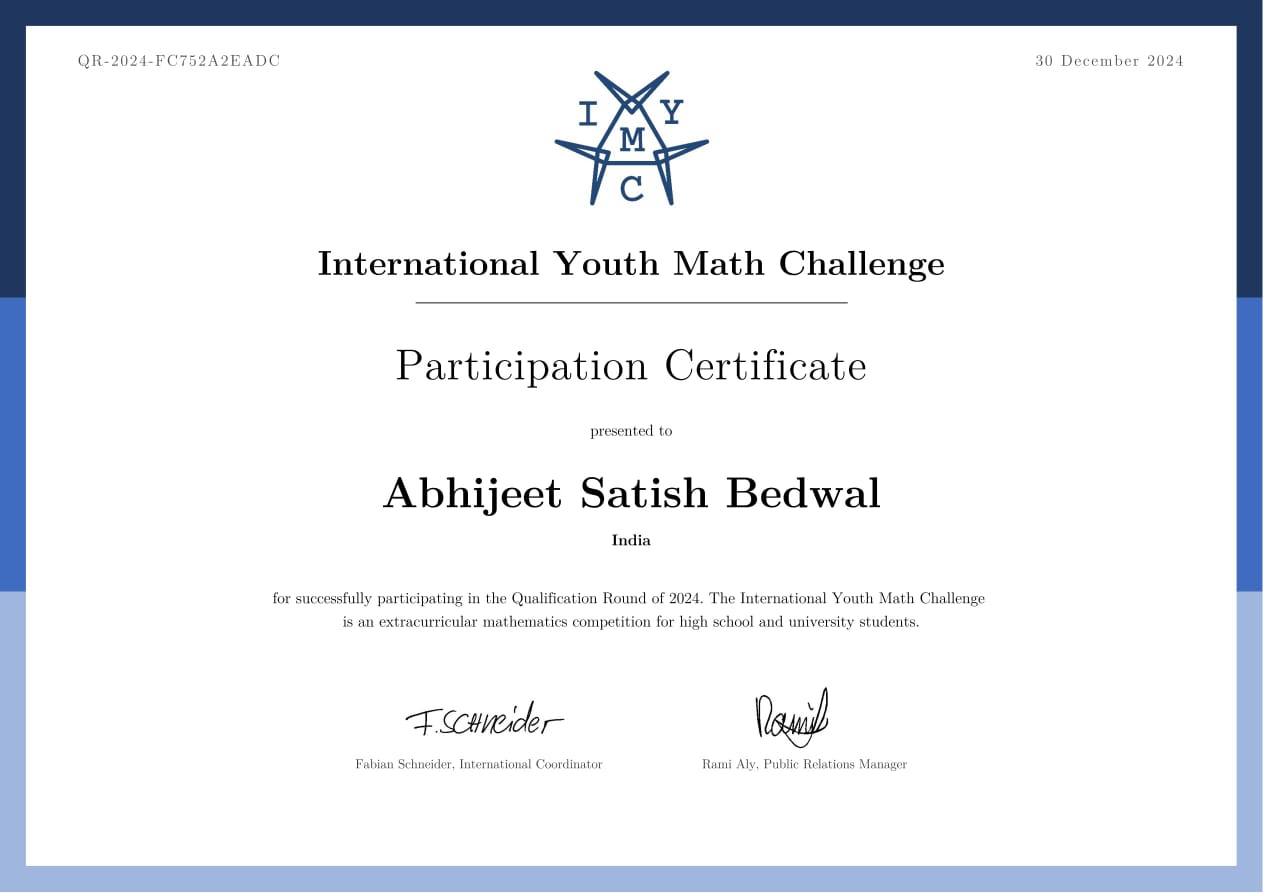 QR-2024-FC752A2EADC
30 December 2024
I Y
M
C
International Youth Math Challenge
Participation Certificate
presented to
Abhijeet Satish Bedwal
India
for successfully participating in the Qualification Round of 2024. The International Youth Math Challenge
is an extracurricular mathematics competition for high school and university students.
F. Schneider
Rami
Fabian Schneider, International Coordinator
Rami Aly, Public Relations Manager